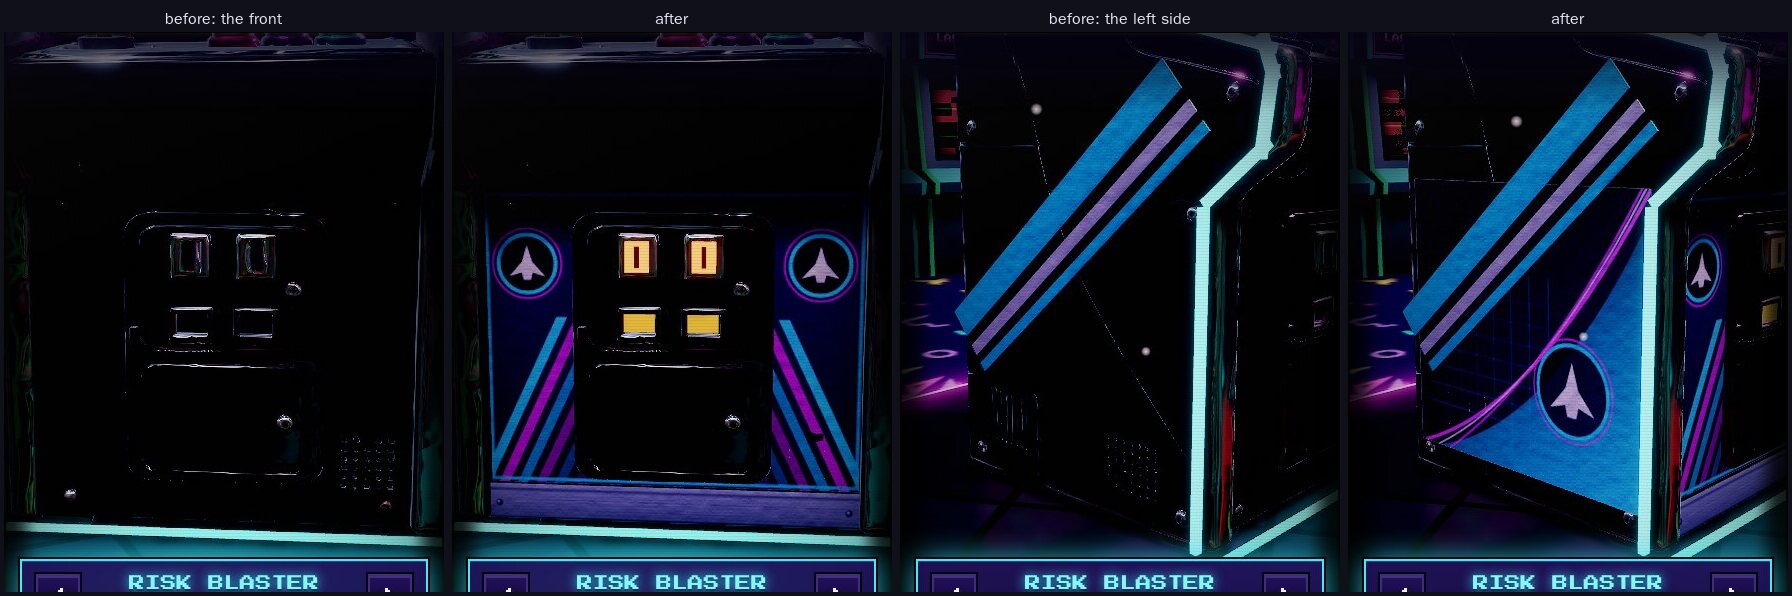 before: the front
after
before: the left side
after
RISK BLASTER
RISK BLASTER
RISK BLASTER
RISK BLASTER